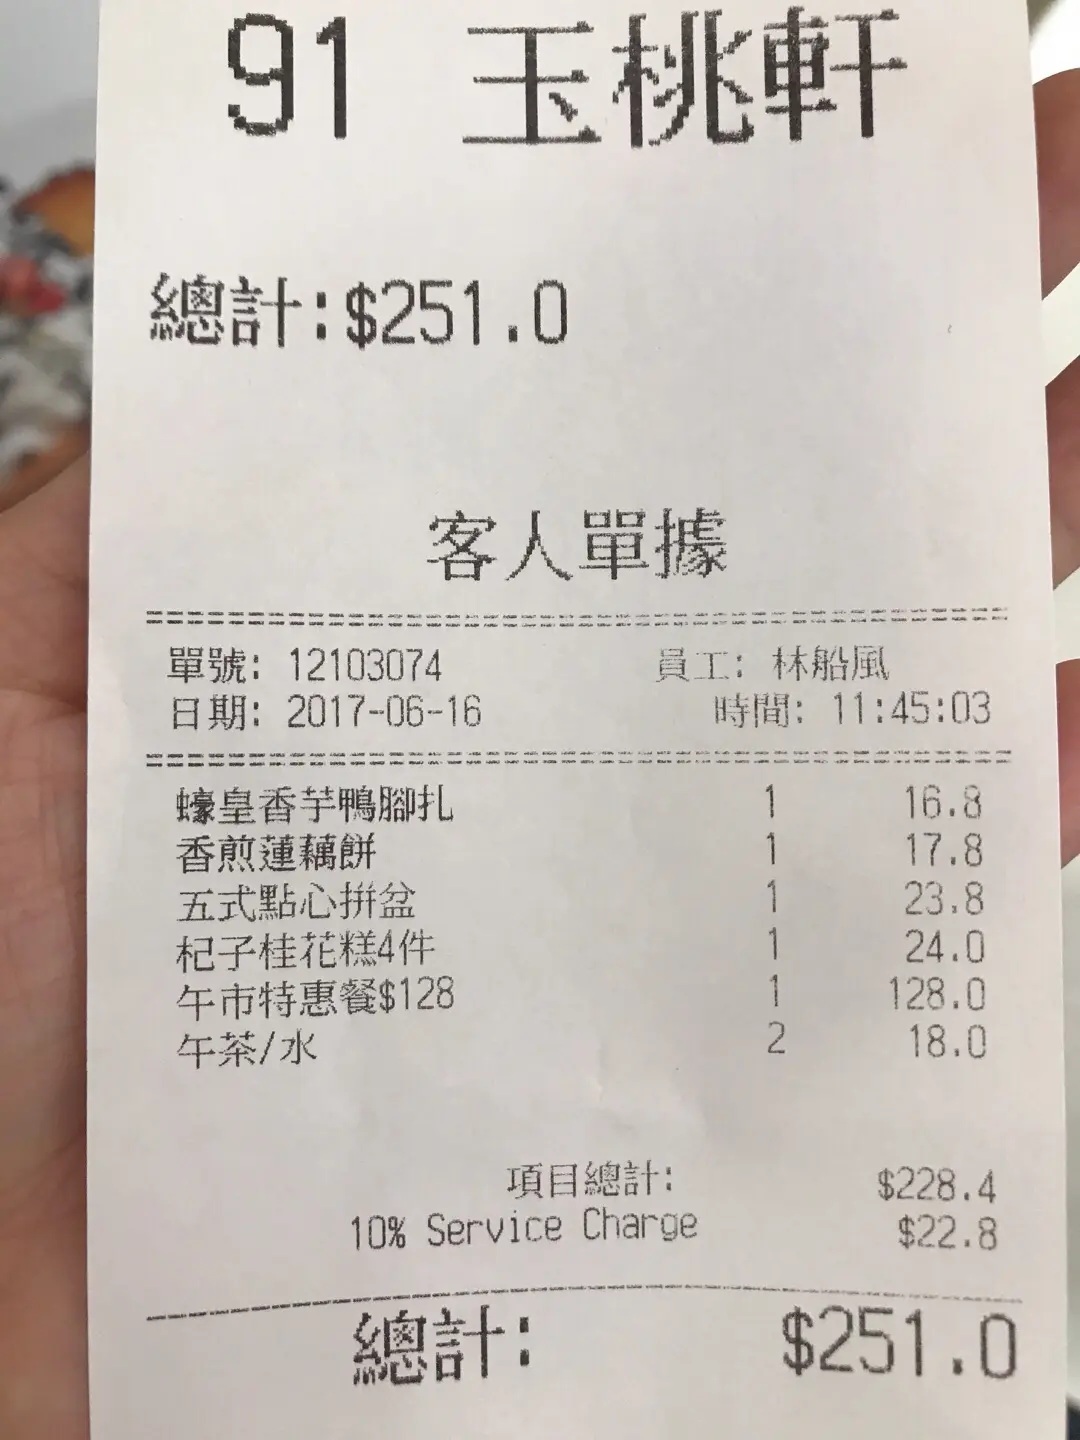 91 玉桃軒
總計:$251.0
客人單據
單號: 12103074 員工: 林船風
日期: 2017-06-16 時間: 11:45:03
蠔皇香芋鴨腳扎 1 16.8
香煎蓮藕餅 1 17.8
五式點心拼盆 1 23.8
杞子桂花糕4件 1 24.0
午市特惠餐$128 1 128.0
午茶/水 2 18.0
項目總計: $228.4
10% Service Charge $22.8
總計: $251.0